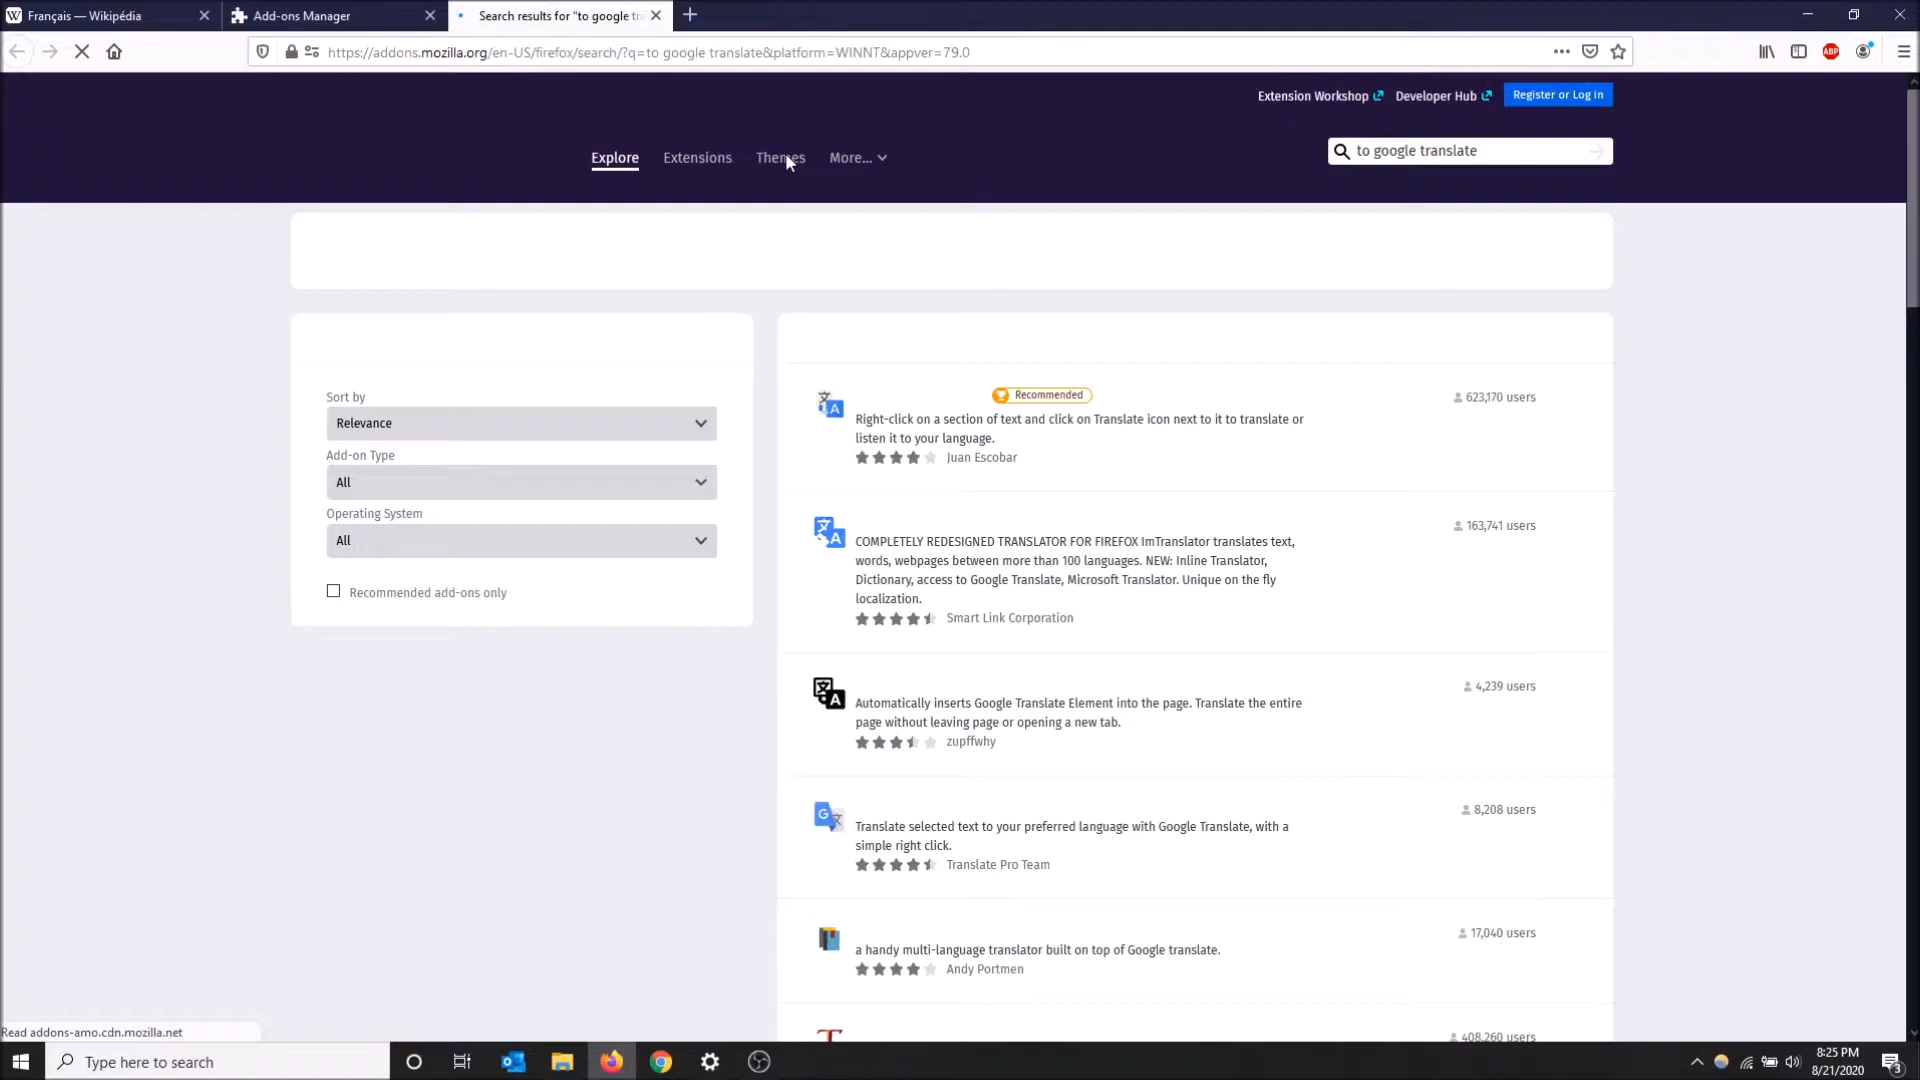 Français — Wikipédia
Add-ons Manager
Search results for "to google tra
https://addons.mozilla.org/en-US/firefox/search/?q=to google translate&platform=WINNT&appver=79.0
ABP
Extension Workshop
Developer Hub
Register or Log in
Explore
Extensions
Themes
More...
to google translate
Sort by
Relevance
Add-on Type
All
Operating System
All
Recommended add-ons only
Recommended
623,170 users
Right-click on a section of text and click on Translate icon next to it to translate or
listen it to your language.
Juan Escobar
163,741 users
COMPLETELY REDESIGNED TRANSLATOR FOR FIREFOX ImTranslator translates text,
words, webpages between more than 100 languages. NEW: Inline Translator,
Dictionary, access to Google Translate, Microsoft Translator. Unique on the fly
localization.
Smart Link Corporation
4,239 users
Automatically inserts Google Translate Element into the page. Translate the entire
page without leaving page or opening a new tab.
zupffwhy
8,208 users
Translate selected text to your preferred language with Google Translate, with a
simple right click.
Translate Pro Team
17,040 users
a handy multi-language translator built on top of Google translate.
Andy Portmen
408,260 users
Read addons-amo.cdn.mozilla.net
Type here to search
8:25 PM
8/21/2020
3